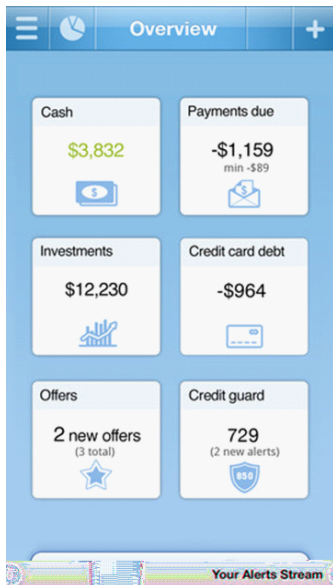 Overview
Cash
$3,832
Payments due
-$1,159
min -$89
Investments
$12,230
Credit card debt
-$964
Offers
2 new offers
(3 total)
Credit guard
729
(2 new alerts)
850
Your Alerts Stream